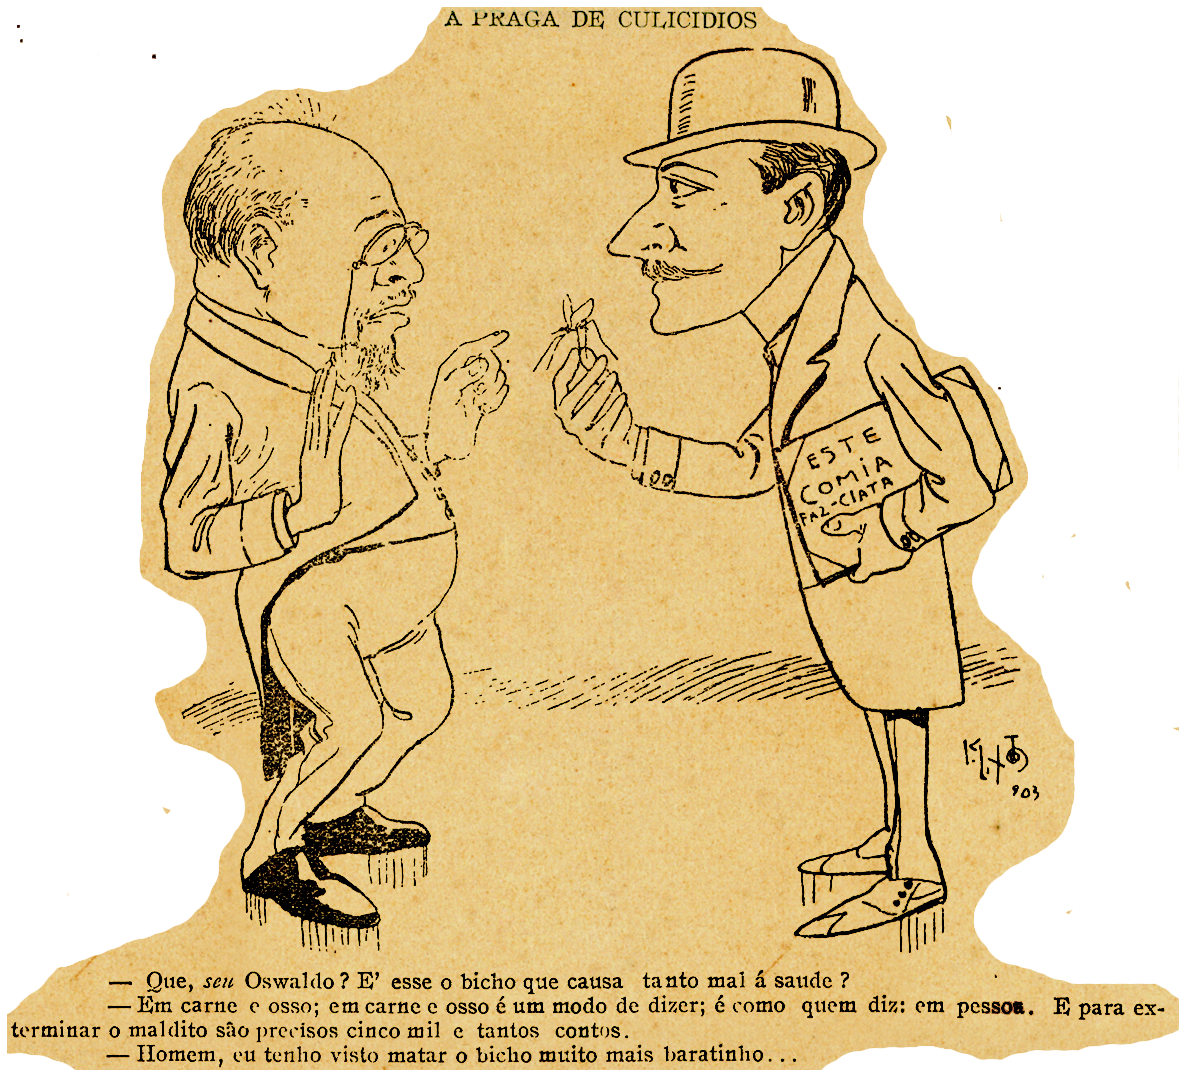 A PRAGA DE CULICIDIOS
ESTE
COMIA
FAZ-CIATA
K. Lixto
903
— Que, seu Oswaldo? E' esse o bicho que causa tanto mal á saude?
— Em carne e osso; em carne e osso é um modo de dizer; é como quem diz: em pessoa. E para ex-
terminar o maldito são precisos cinco mil e tantos contos.
— Homem, eu tenho visto matar o bicho muito mais baratinho...